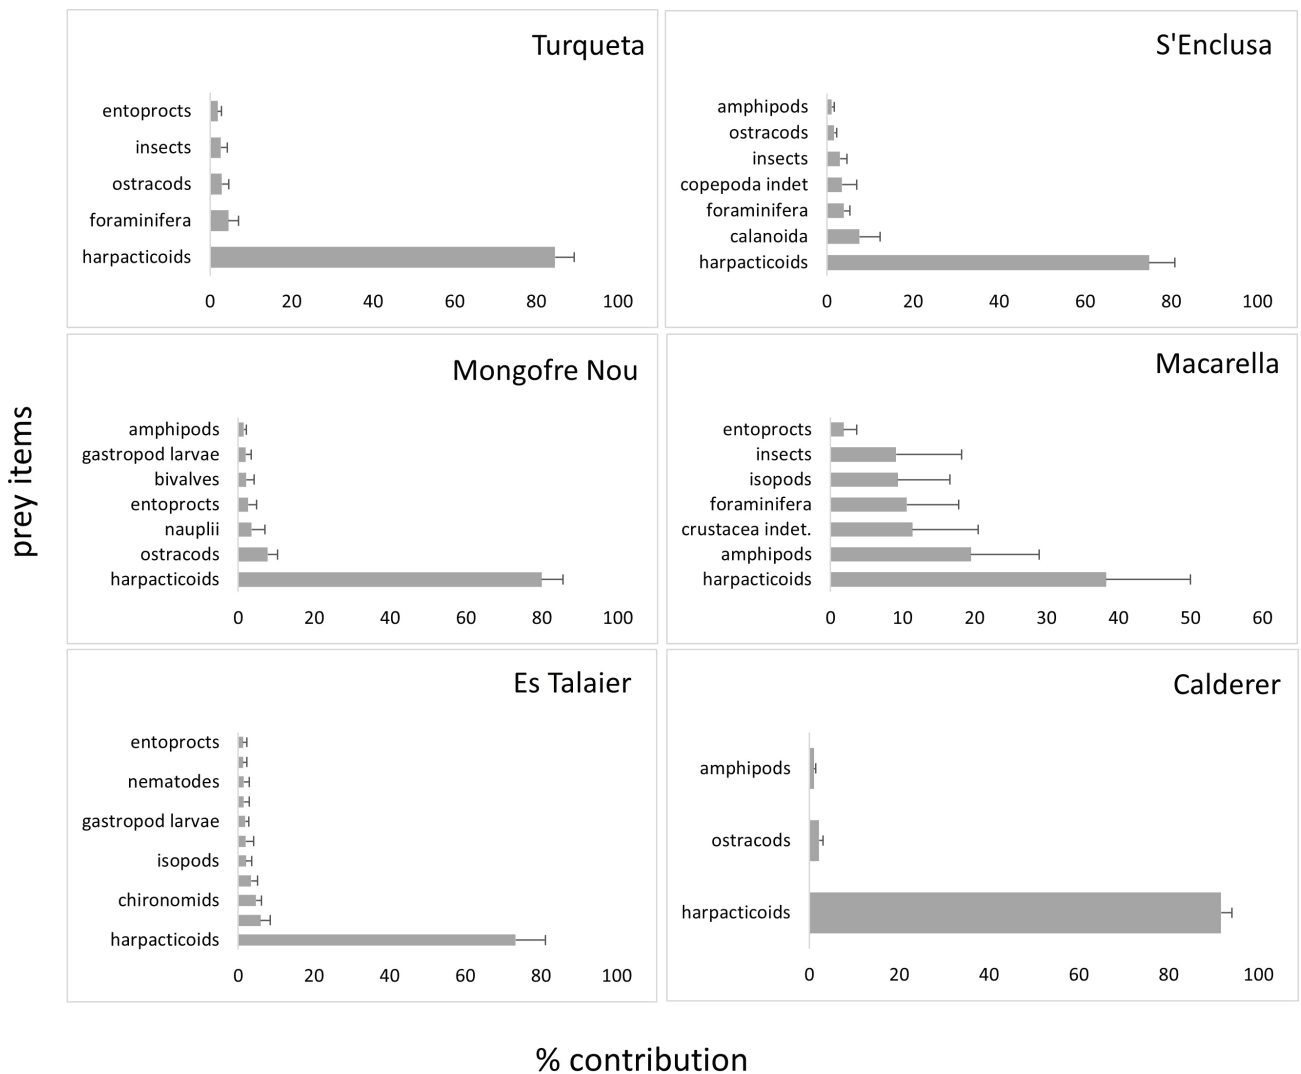 Turqueta
entoprocts
insects
ostracods
foraminifera
harpacticoids
0 20 40 60 80 100
S'Enclusa
amphipods
ostracods
insects
copepoda indet
foraminifera
calanoida
harpacticoids
0 20 40 60 80 100
prey items
Mongofre Nou
amphipods
gastropod larvae
bivalves
entoprocts
nauplii
ostracods
harpacticoids
0 20 40 60 80 100
Macarella
entoprocts
insects
isopods
foraminifera
crustacea indet.
amphipods
harpacticoids
0 10 20 30 40 50 60
Es Talaier
entoprocts
nematodes
gastropod larvae
isopods
chironomids
harpacticoids
0 20 40 60 80 100
Calderer
amphipods
ostracods
harpacticoids
0 20 40 60 80 100
% contribution